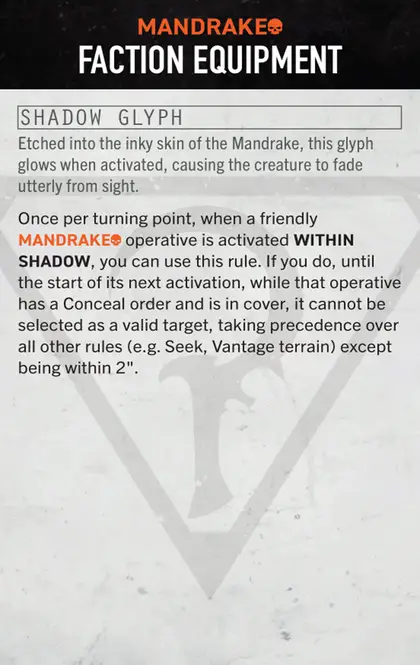 MANDRAKE
FACTION EQUIPMENT
SHADOW GLYPH
Etched into the inky skin of the Mandrake, this glyph
glows when activated, causing the creature to fade
utterly from sight.
Once per turning point, when a friendly
MANDRAKE operative is activated WITHIN
SHADOW, you can use this rule. If you do, until
the start of its next activation, while that operative
has a Conceal order and is in cover, it cannot be
selected as a valid target, taking precedence over
all other rules (e.g. Seek, Vantage terrain) except
being within 2".